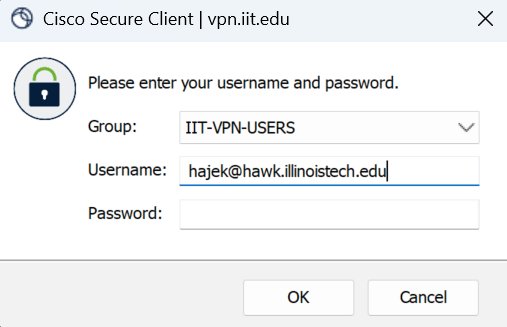 Cisco Secure Client | vpn.iit.edu
Please enter your username and password.
Group: IIT-VPN-USERS
Username: hajek@hawk.illinoistech.edu
Password:
OK Cancel